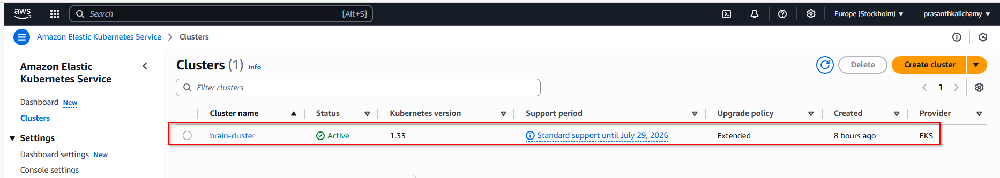 aws Search [Alt+S] Europe (Stockholm) prasanthkalichamy
Amazon Elastic Kubernetes Service Clusters
Amazon Elastic
Kubernetes Service
Dashboard New
Clusters
Settings
Dashboard settings New
Console settings
Clusters (1) Info Delete Create cluster
Filter clusters 1
Cluster name Status Kubernetes version Support period Upgrade policy Created Provider
brain-cluster Active 1.33 Standard support until July 29, 2026 Extended 8 hours ago EKS